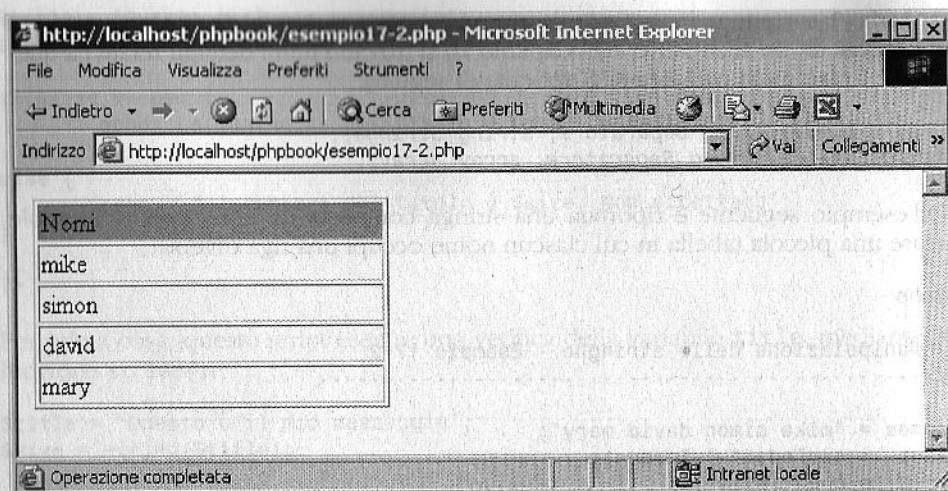 http://localhost/phpbook/esempio17-2.php - Microsoft Internet Explorer
File Modifica Visualizza Preferiti Strumenti ?
Indietro Cerca Preferiti Multimedia
Indirizzo http://localhost/phpbook/esempio17-2.php Vai Collegamenti »
Nomi
mike
simon
david
mary
Operazione completata Intranet locale